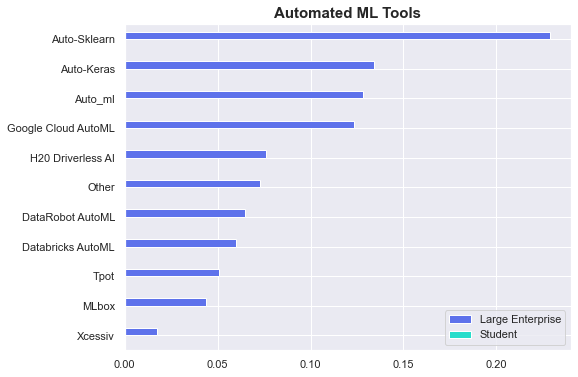 Automated ML Tools
Auto-Sklearn
Auto-Keras
Auto_ml
Google Cloud AutoML
H20 Driverless AI
Other
DataRobot AutoML
Databricks AutoML
Tpot
MLbox
Xcessiv
Large Enterprise
Student
0.00 0.05 0.10 0.15 0.20